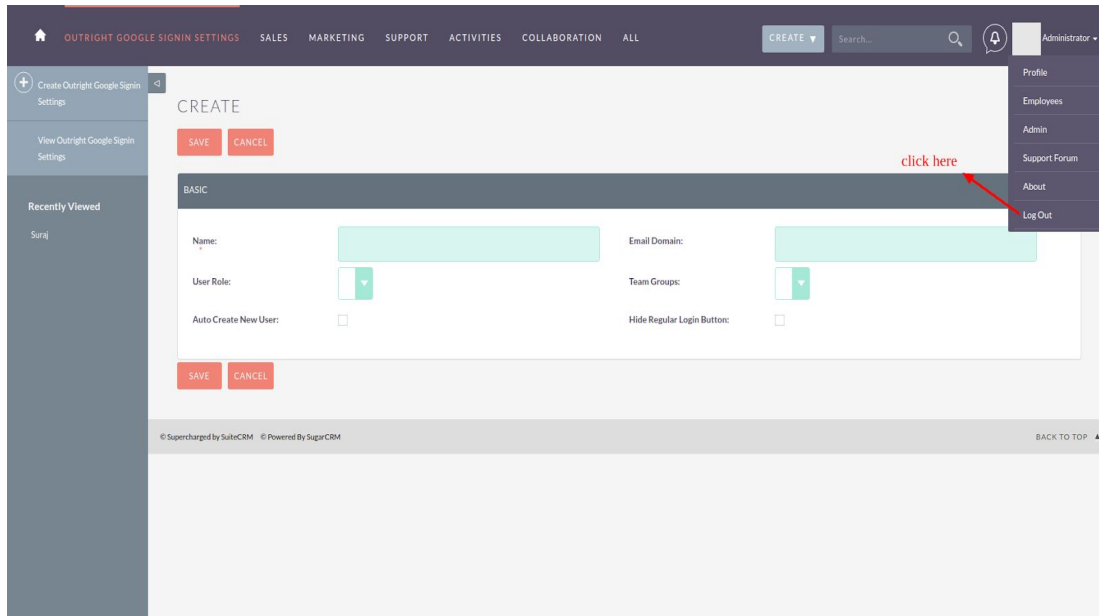 OUTRIGHT GOOGLE SIGNIN SETTINGS SALES MARKETING SUPPORT ACTIVITIES COLLABORATION ALL CREATE Search... Administrator
Create Outright Google Signin
Settings
View Outright Google Signin
Settings
Recently Viewed
Suraj
Profile
Employees
Admin
Support Forum
About
Log Out
click here
CREATE
SAVE CANCEL
BASIC
Name:
*
Email Domain:
User Role:
Team Groups:
Auto Create New User:
Hide Regular Login Button:
SAVE CANCEL
© Supercharged by SuiteCRM © Powered By SugarCRM
BACK TO TOP